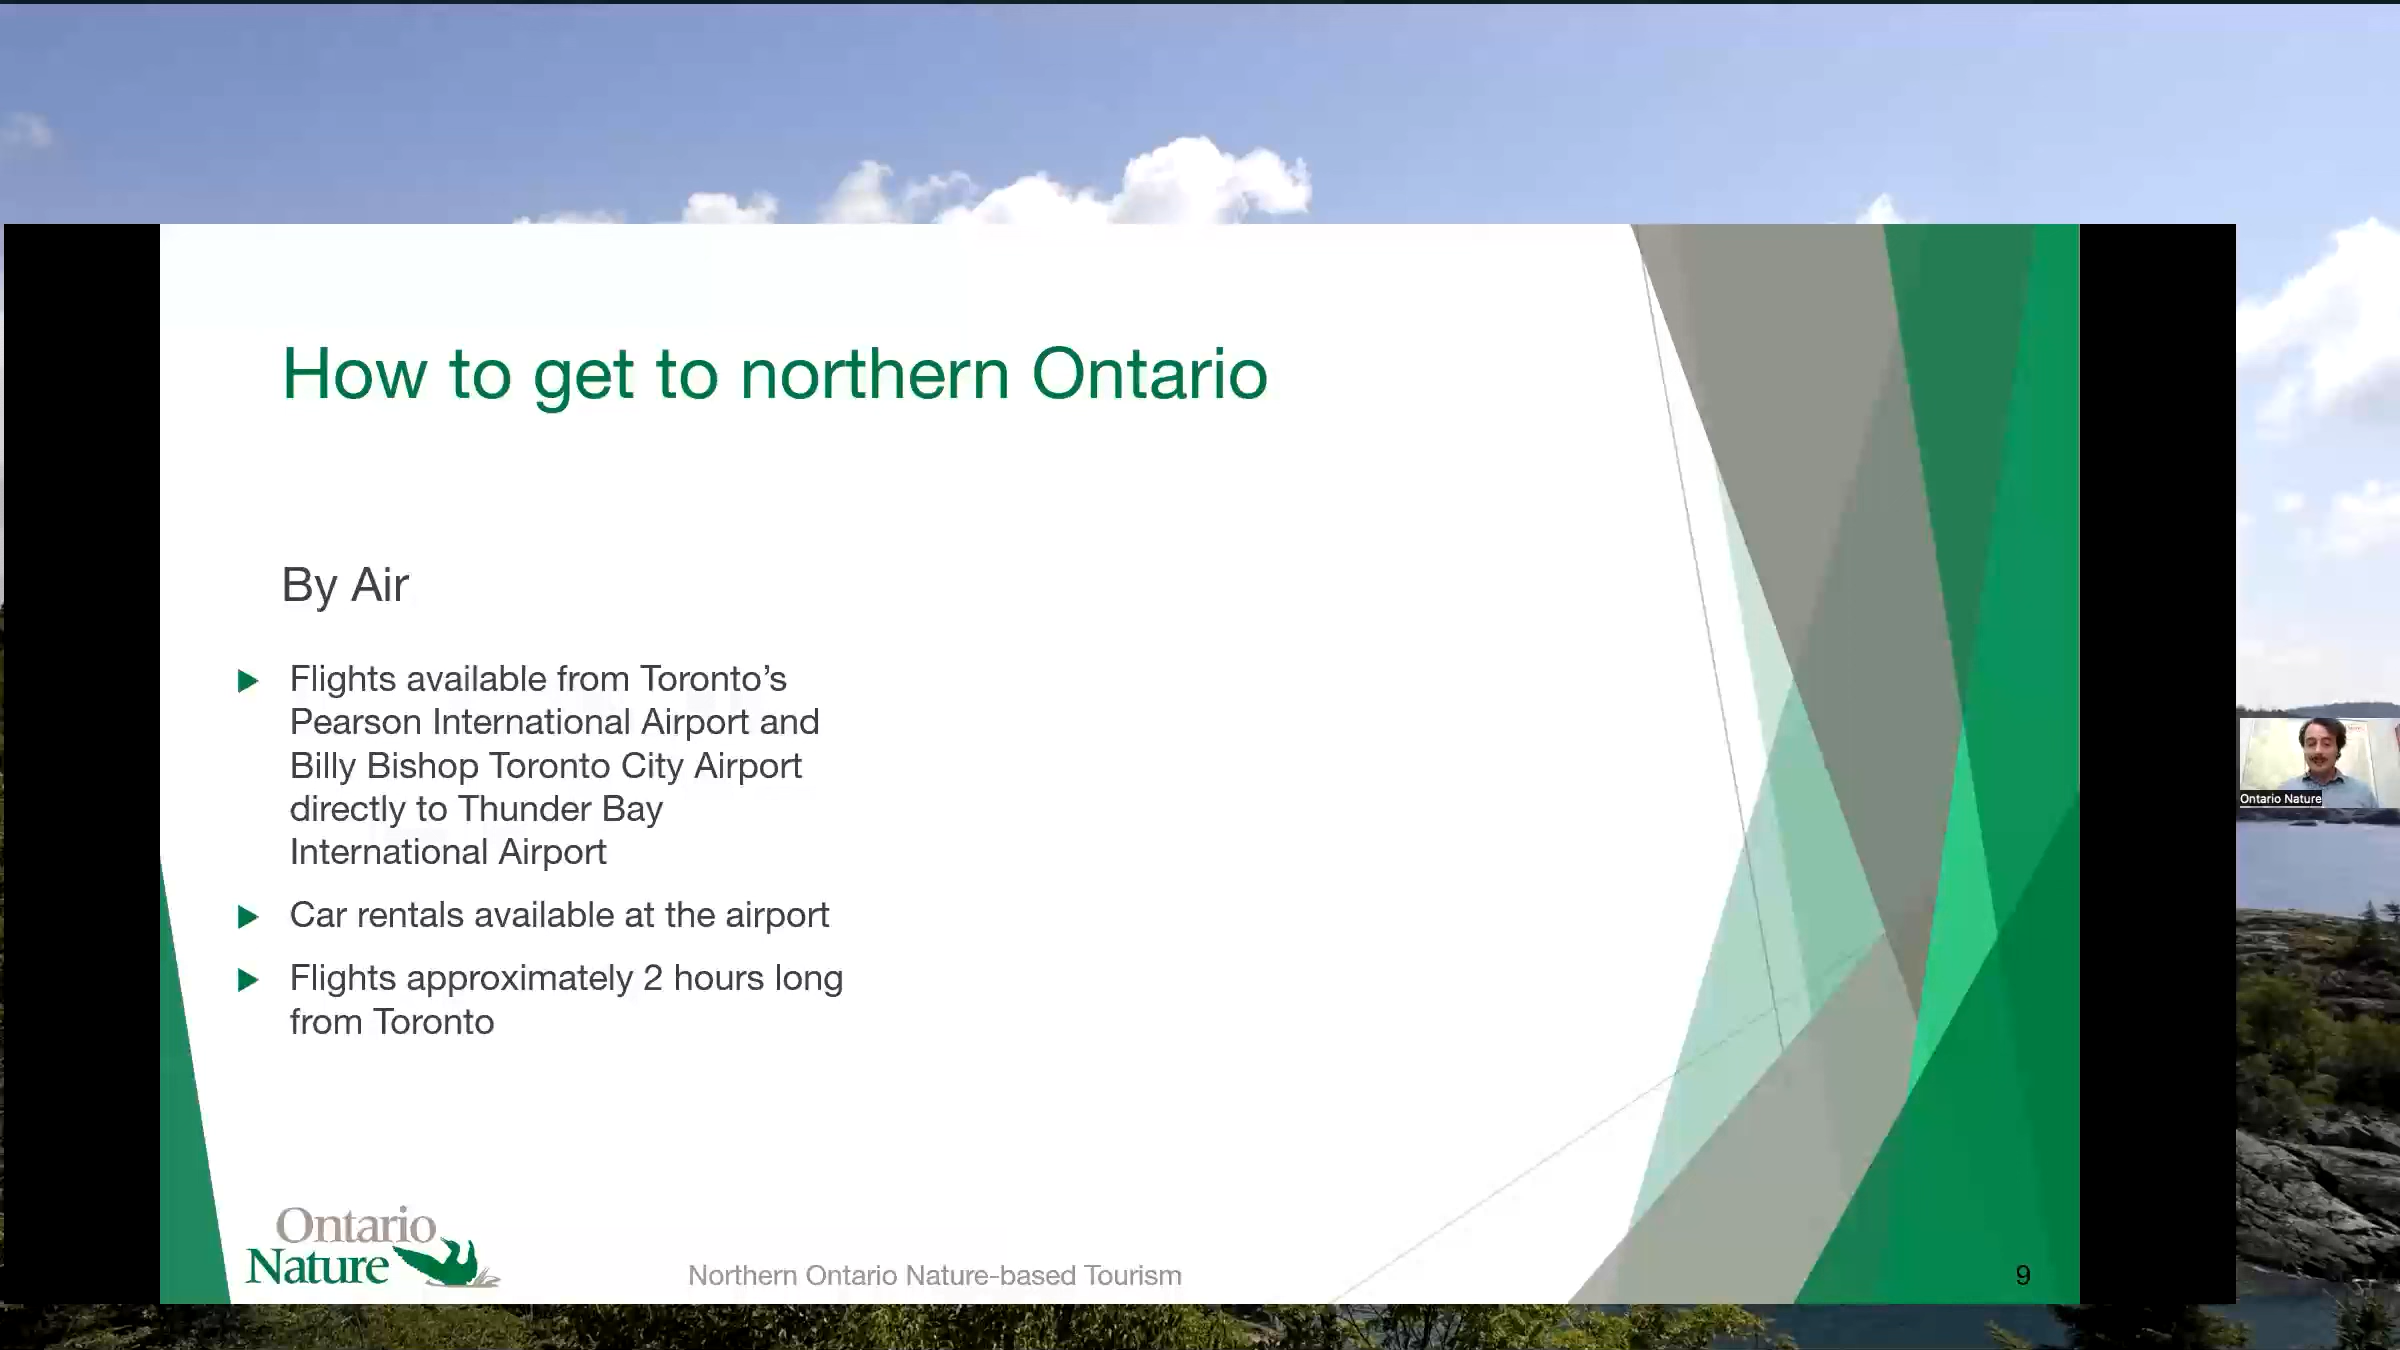 How to get to northern Ontario
By Air
Flights available from Toronto’s
Pearson International Airport and
Billy Bishop Toronto City Airport
directly to Thunder Bay
International Airport
Car rentals available at the airport
Flights approximately 2 hours long
from Toronto
Ontario
Nature
Northern Ontario Nature-based Tourism
9
Ontario Nature